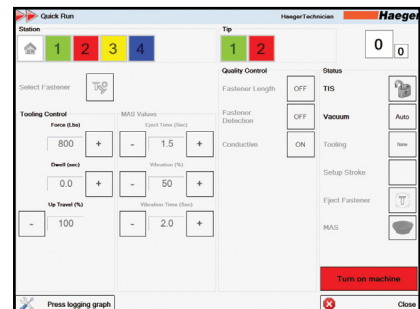 Quick Run HaegerTechnician Haeger
Station Tip
1 2 3 4 1 2 0 0
Quality Control Status
Select Fastener Fastener Length OFF TIS
Tooling Control MAS Values Fastener Detection OFF Vacuum Auto
Force (Lbs) Eject Time (Sec)
800 + - 1.5 + Conductive ON Tooling New
Dwell (sec) Vibration (%) Setup Stroke
0.0 + - 50 + Eject Fastener T
Up Travel (%) Vibration Time (Sec) MAS
- 100 - 2.0 +
Turn on machine
Press logging graph Close